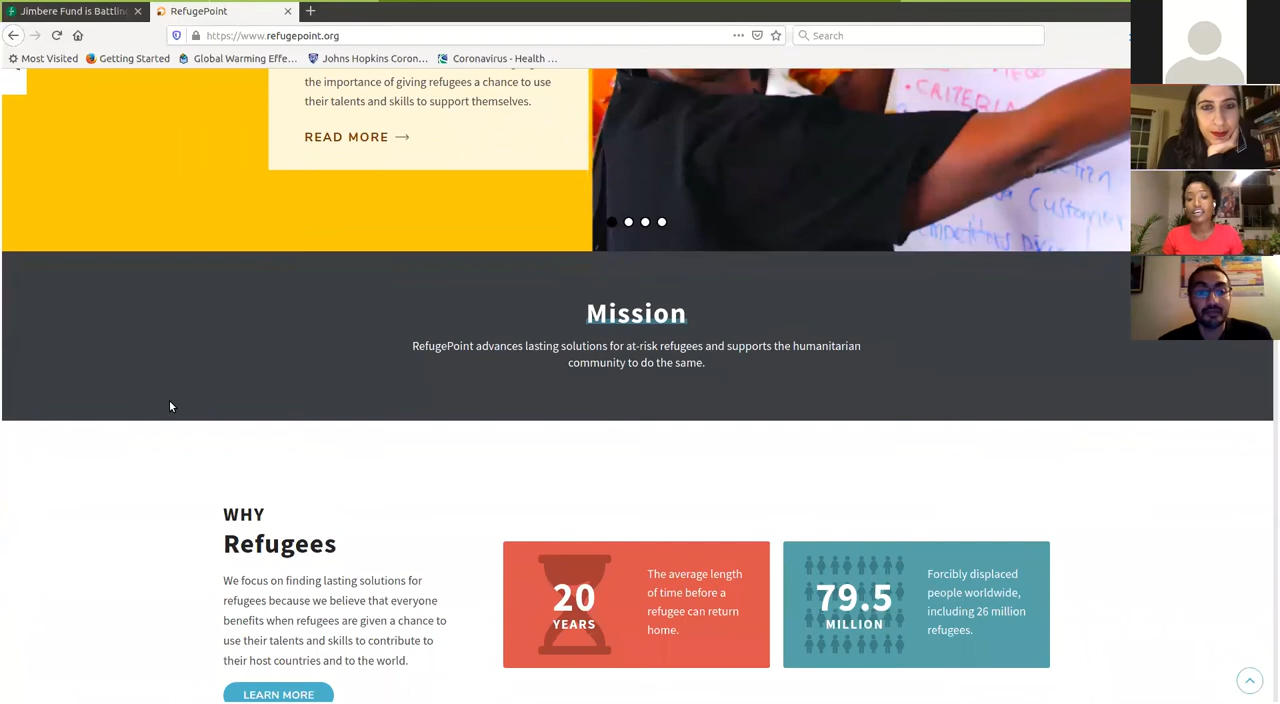 Jimbere Fund is Battlin
RefugePoint
https://www.refugepoint.org
Search
Most Visited
Getting Started
Global Warming Effe...
Johns Hopkins Coron...
Coronavirus - Health ...
the importance of giving refugees a chance to use
their talents and skills to support themselves.
READ MORE →
• CRITERIA
Customer
Mission
RefugePoint advances lasting solutions for at-risk refugees and supports the humanitarian
community to do the same.
WHY
Refugees
We focus on finding lasting solutions for
refugees because we believe that everyone
benefits when refugees are given a chance to
use their talents and skills to contribute to
their host countries and to the world.
LEARN MORE
20
YEARS
The average length
of time before a
refugee can return
home.
79.5
MILLION
Forcibly displaced
people worldwide,
including 26 million
refugees.